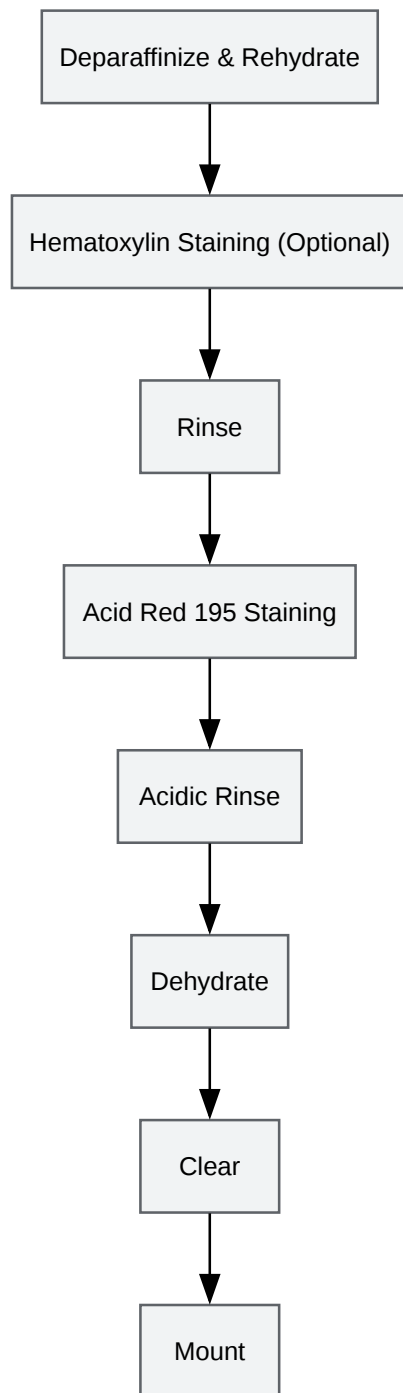 Deparaffinize & Rehydrate
Hematoxylin Staining (Optional)
Rinse
Acid Red 195 Staining
Acidic Rinse
Dehydrate
Clear
Mount